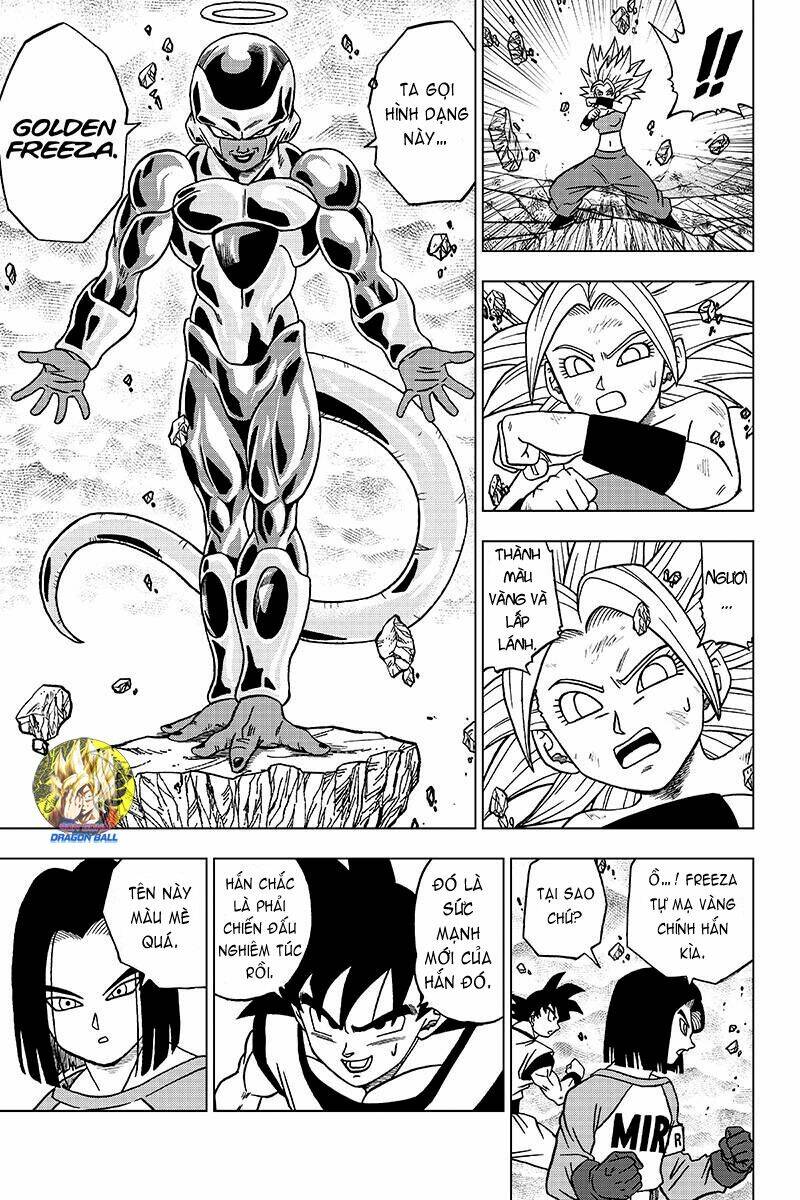 !!
NGƯƠI
...
THÀNH
MÀU
VÀNG VÀ
LẤP
LÁNH.
TA GỌI
HÌNH DẠNG
NÀY...
GOLDEN
FREEZA.
Ồ...! FREEZA
TỰ MẠ VÀNG
CHÍNH HẮN
KÌA.
TẠI SAO
CHỨ?
MIR
R
ĐÓ LÀ
SỨC
MẠNH
MỚI CỦA
HẮN ĐÓ.
HẮN CHẮC
LÀ PHẢI
CHIẾN ĐẤU
NGHIÊM TÚC
RỒI.
TÊN NÀY
MÀU MÈ
QUÁ.
DRAGON BALL